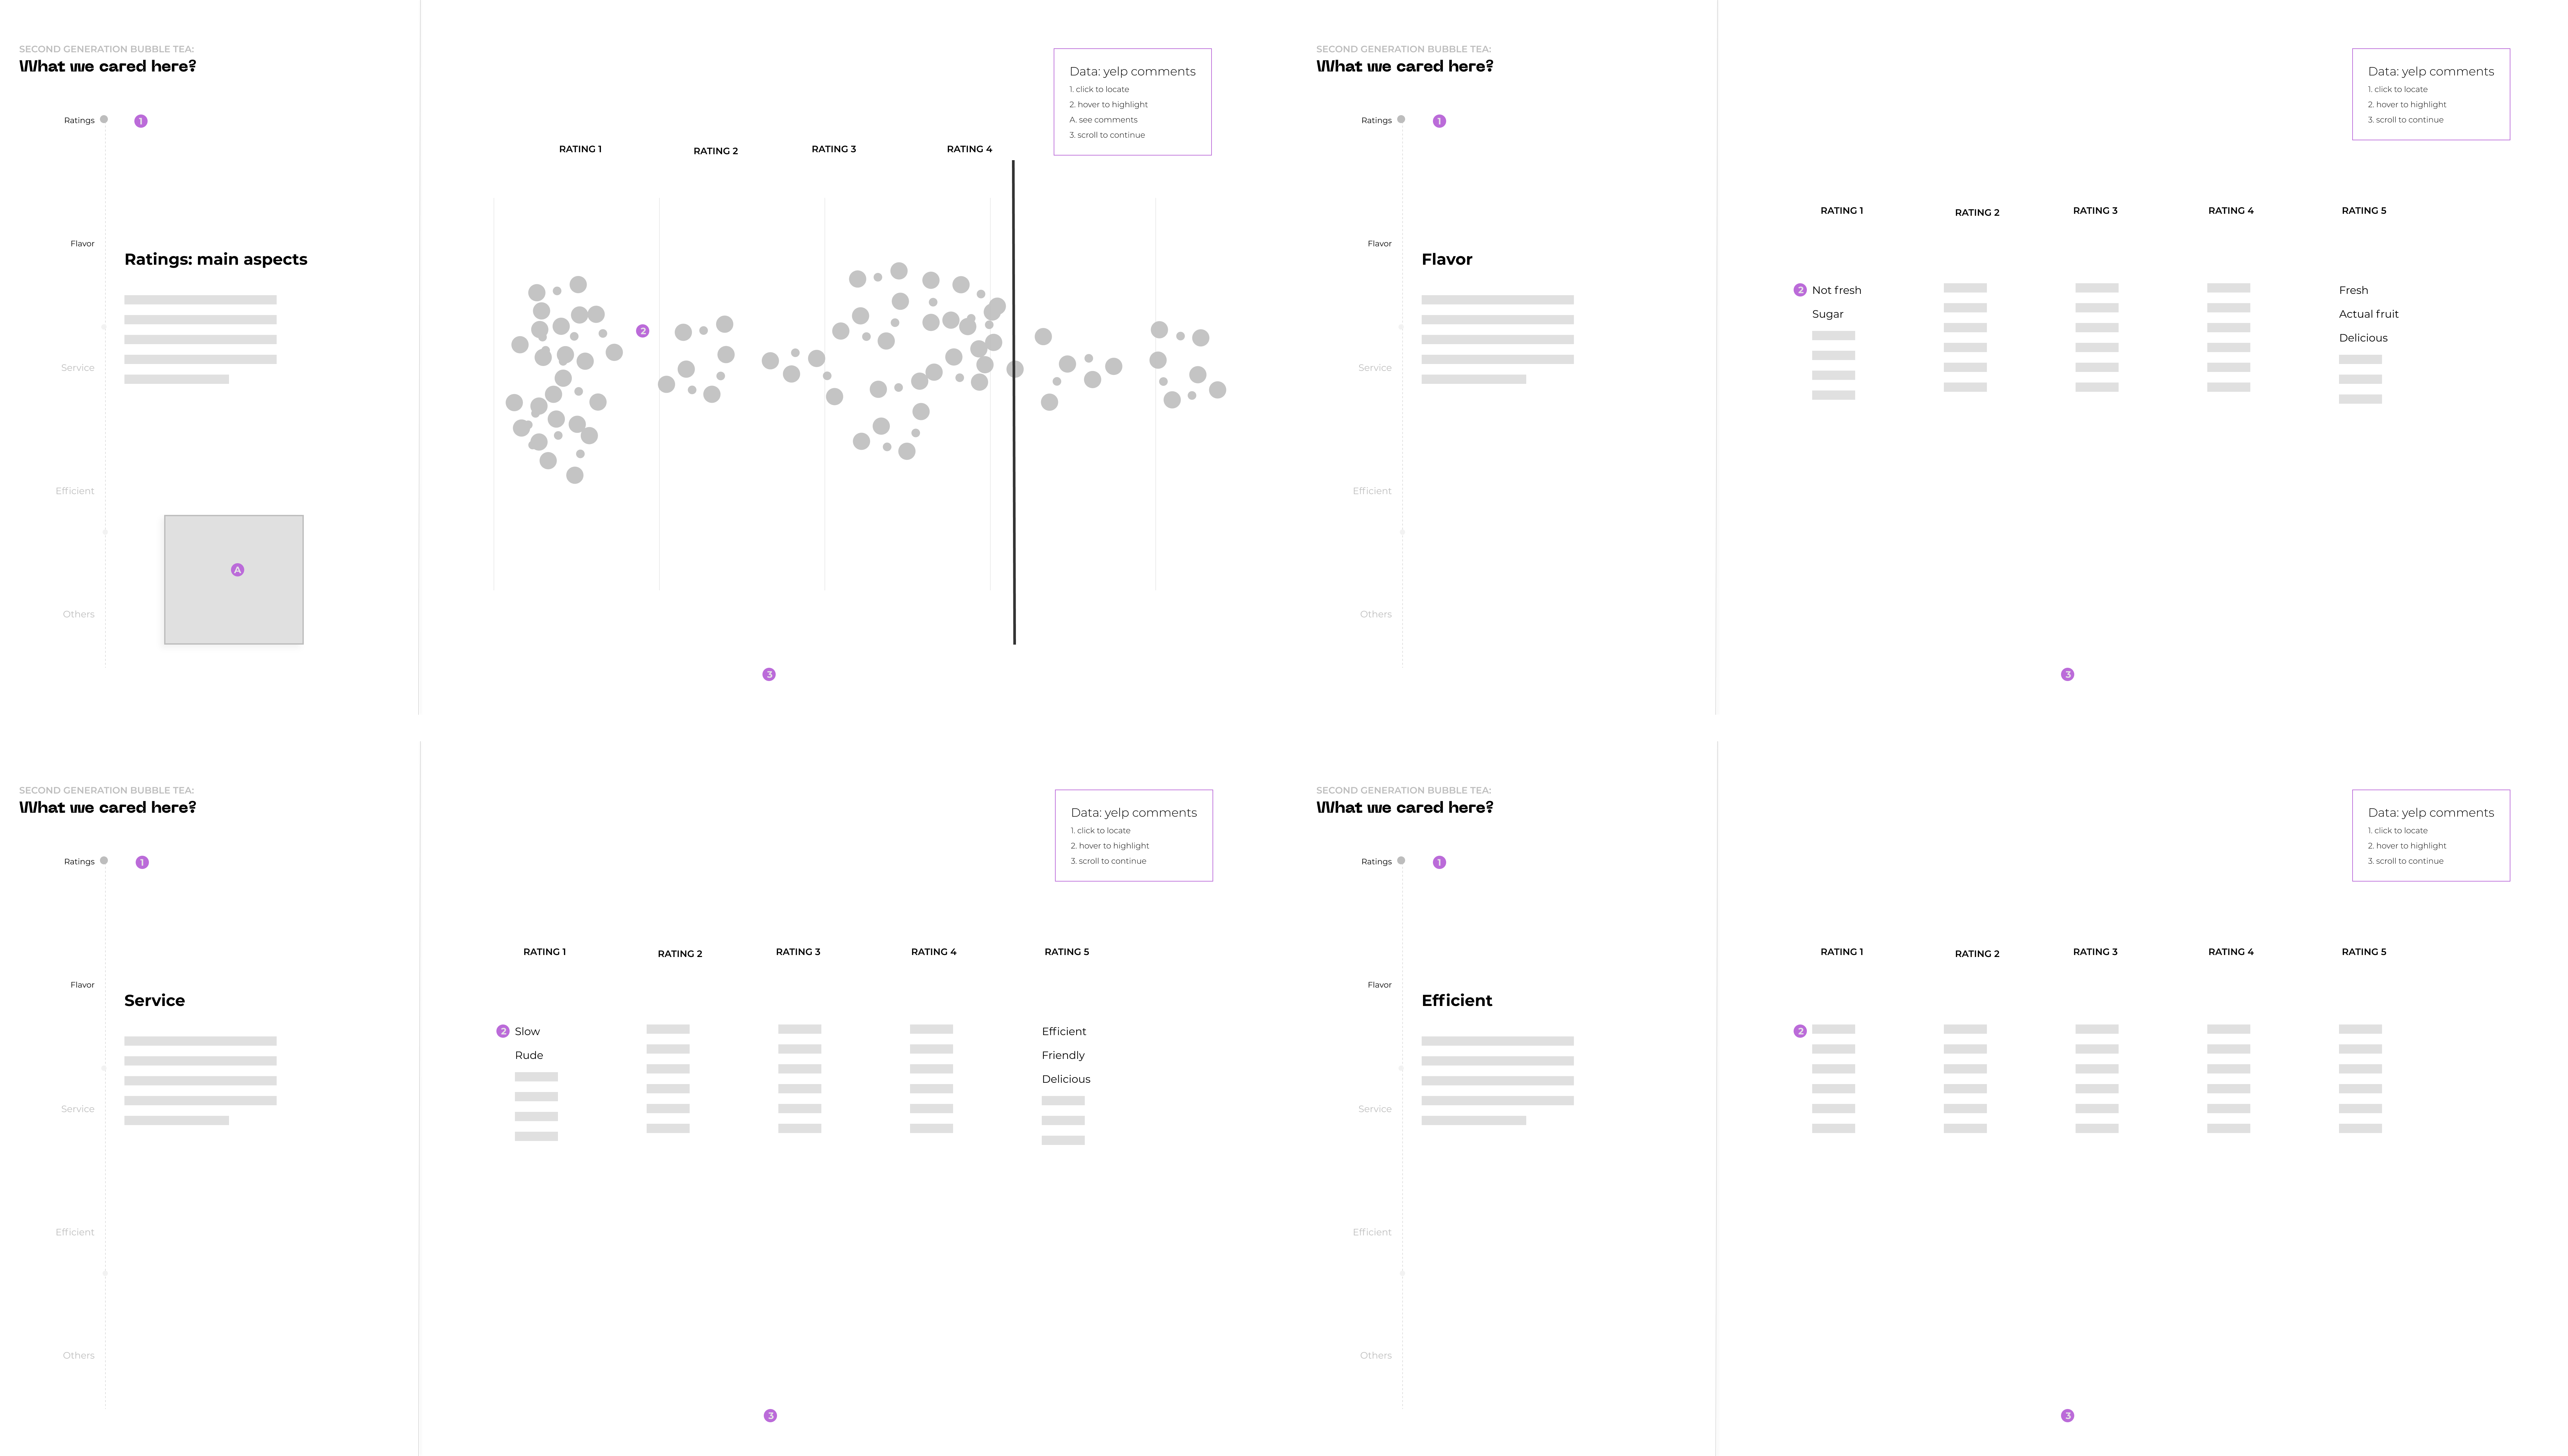 SECOND GENERATION BUBBLE TEA:
What we cared here?
Ratings
1
Flavor
Service
Efficient
Others
Ratings: main aspects
A
Data: yelp comments
1. click to locate
2. hover to highlight
A. see comments
3. scroll to continue
RATING 1
RATING 2
RATING 3
RATING 4
2
3
SECOND GENERATION BUBBLE TEA:
What we cared here?
Ratings
1
Flavor
Service
Efficient
Others
Flavor
Data: yelp comments
1. click to locate
2. hover to highlight
3. scroll to continue
RATING 1
RATING 2
RATING 3
RATING 4
RATING 5
2
Not fresh
Sugar
Fresh
Actual fruit
Delicious
3
SECOND GENERATION BUBBLE TEA:
What we cared here?
Ratings
1
Flavor
Service
Efficient
Others
Service
Data: yelp comments
1. click to locate
2. hover to highlight
3. scroll to continue
RATING 1
RATING 2
RATING 3
RATING 4
RATING 5
2
Slow
Rude
Efficient
Friendly
Delicious
3
SECOND GENERATION BUBBLE TEA:
What we cared here?
Ratings
1
Flavor
Service
Efficient
Others
Efficient
Data: yelp comments
1. click to locate
2. hover to highlight
3. scroll to continue
RATING 1
RATING 2
RATING 3
RATING 4
RATING 5
2
3